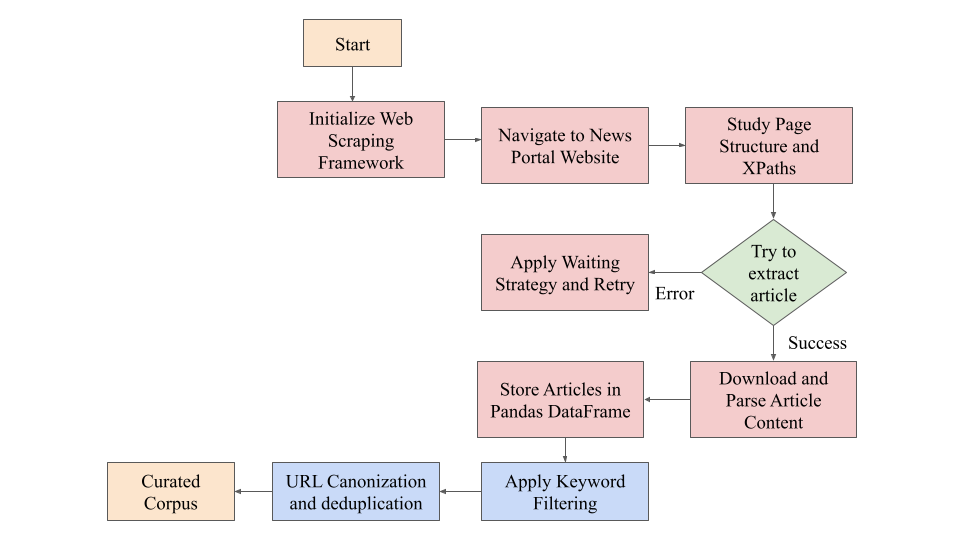 Start
Initialize Web
Scraping
Framework
Navigate to News
Portal Website
Study Page
Structure and
XPaths
Try to
extract
article
Error
Apply Waiting
Strategy and Retry
Success
Download and
Parse Article
Content
Store Articles in
Pandas DataFrame
Apply Keyword
Filtering
URL Canonization
and deduplication
Curated
Corpus